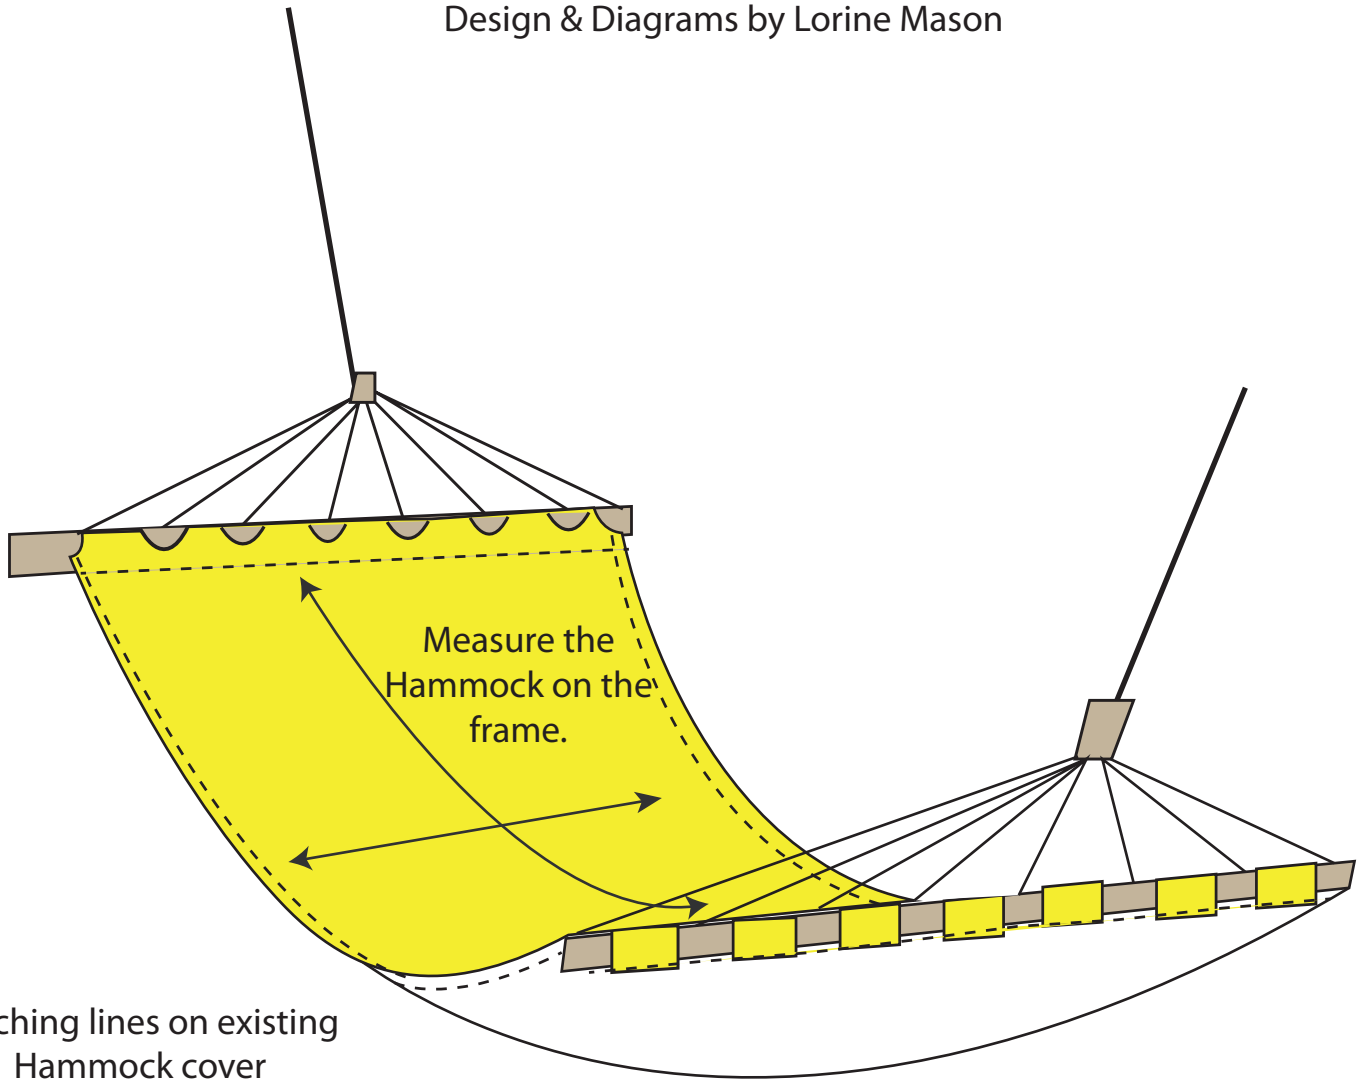 Design & Diagrams by Lorine Mason
Measure the
Hammock on the
frame.
ching lines on existing
Hammock cover